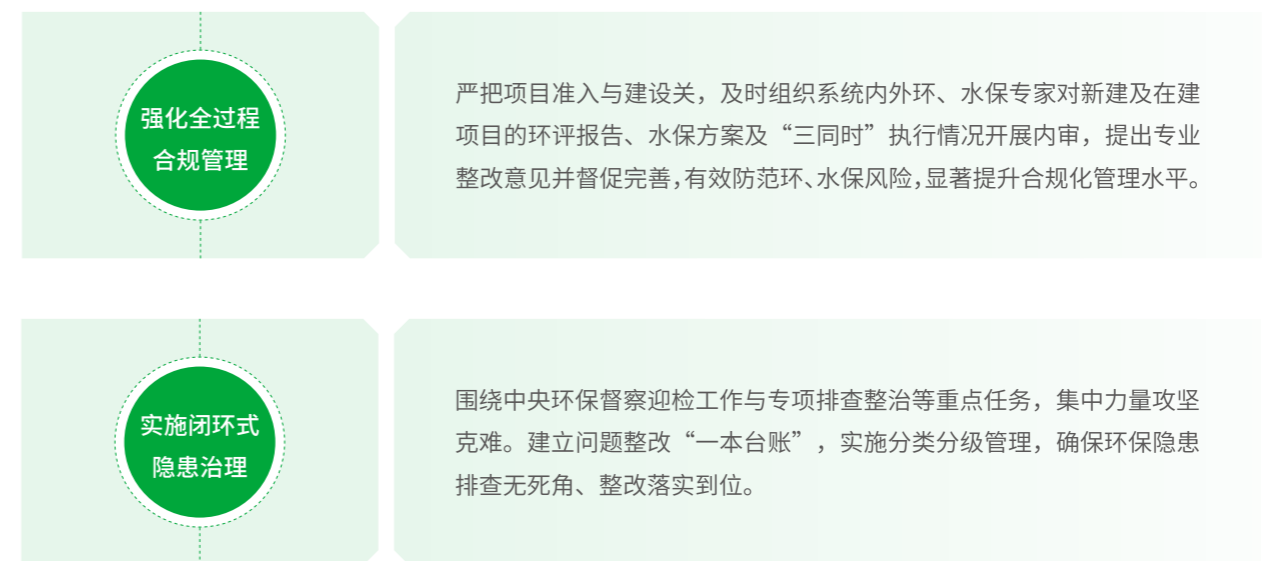 强化全过程
合规管理
严把项目准入与建设关，及时组织系统内外环、水保专家对新建及在建
项目的环评报告、水保方案及“三同时”执行情况开展内审，提出专业
整改意见并督促完善，有效防范环、水保风险，显著提升合规化管理水平。
实施闭环式
隐患治理
围绕中央环保督察迎检工作与专项排查整治等重点任务，集中力量攻坚
克难。建立问题整改“一本台账”，实施分类分级管理，确保环保隐患
排查无死角、整改落实到位。